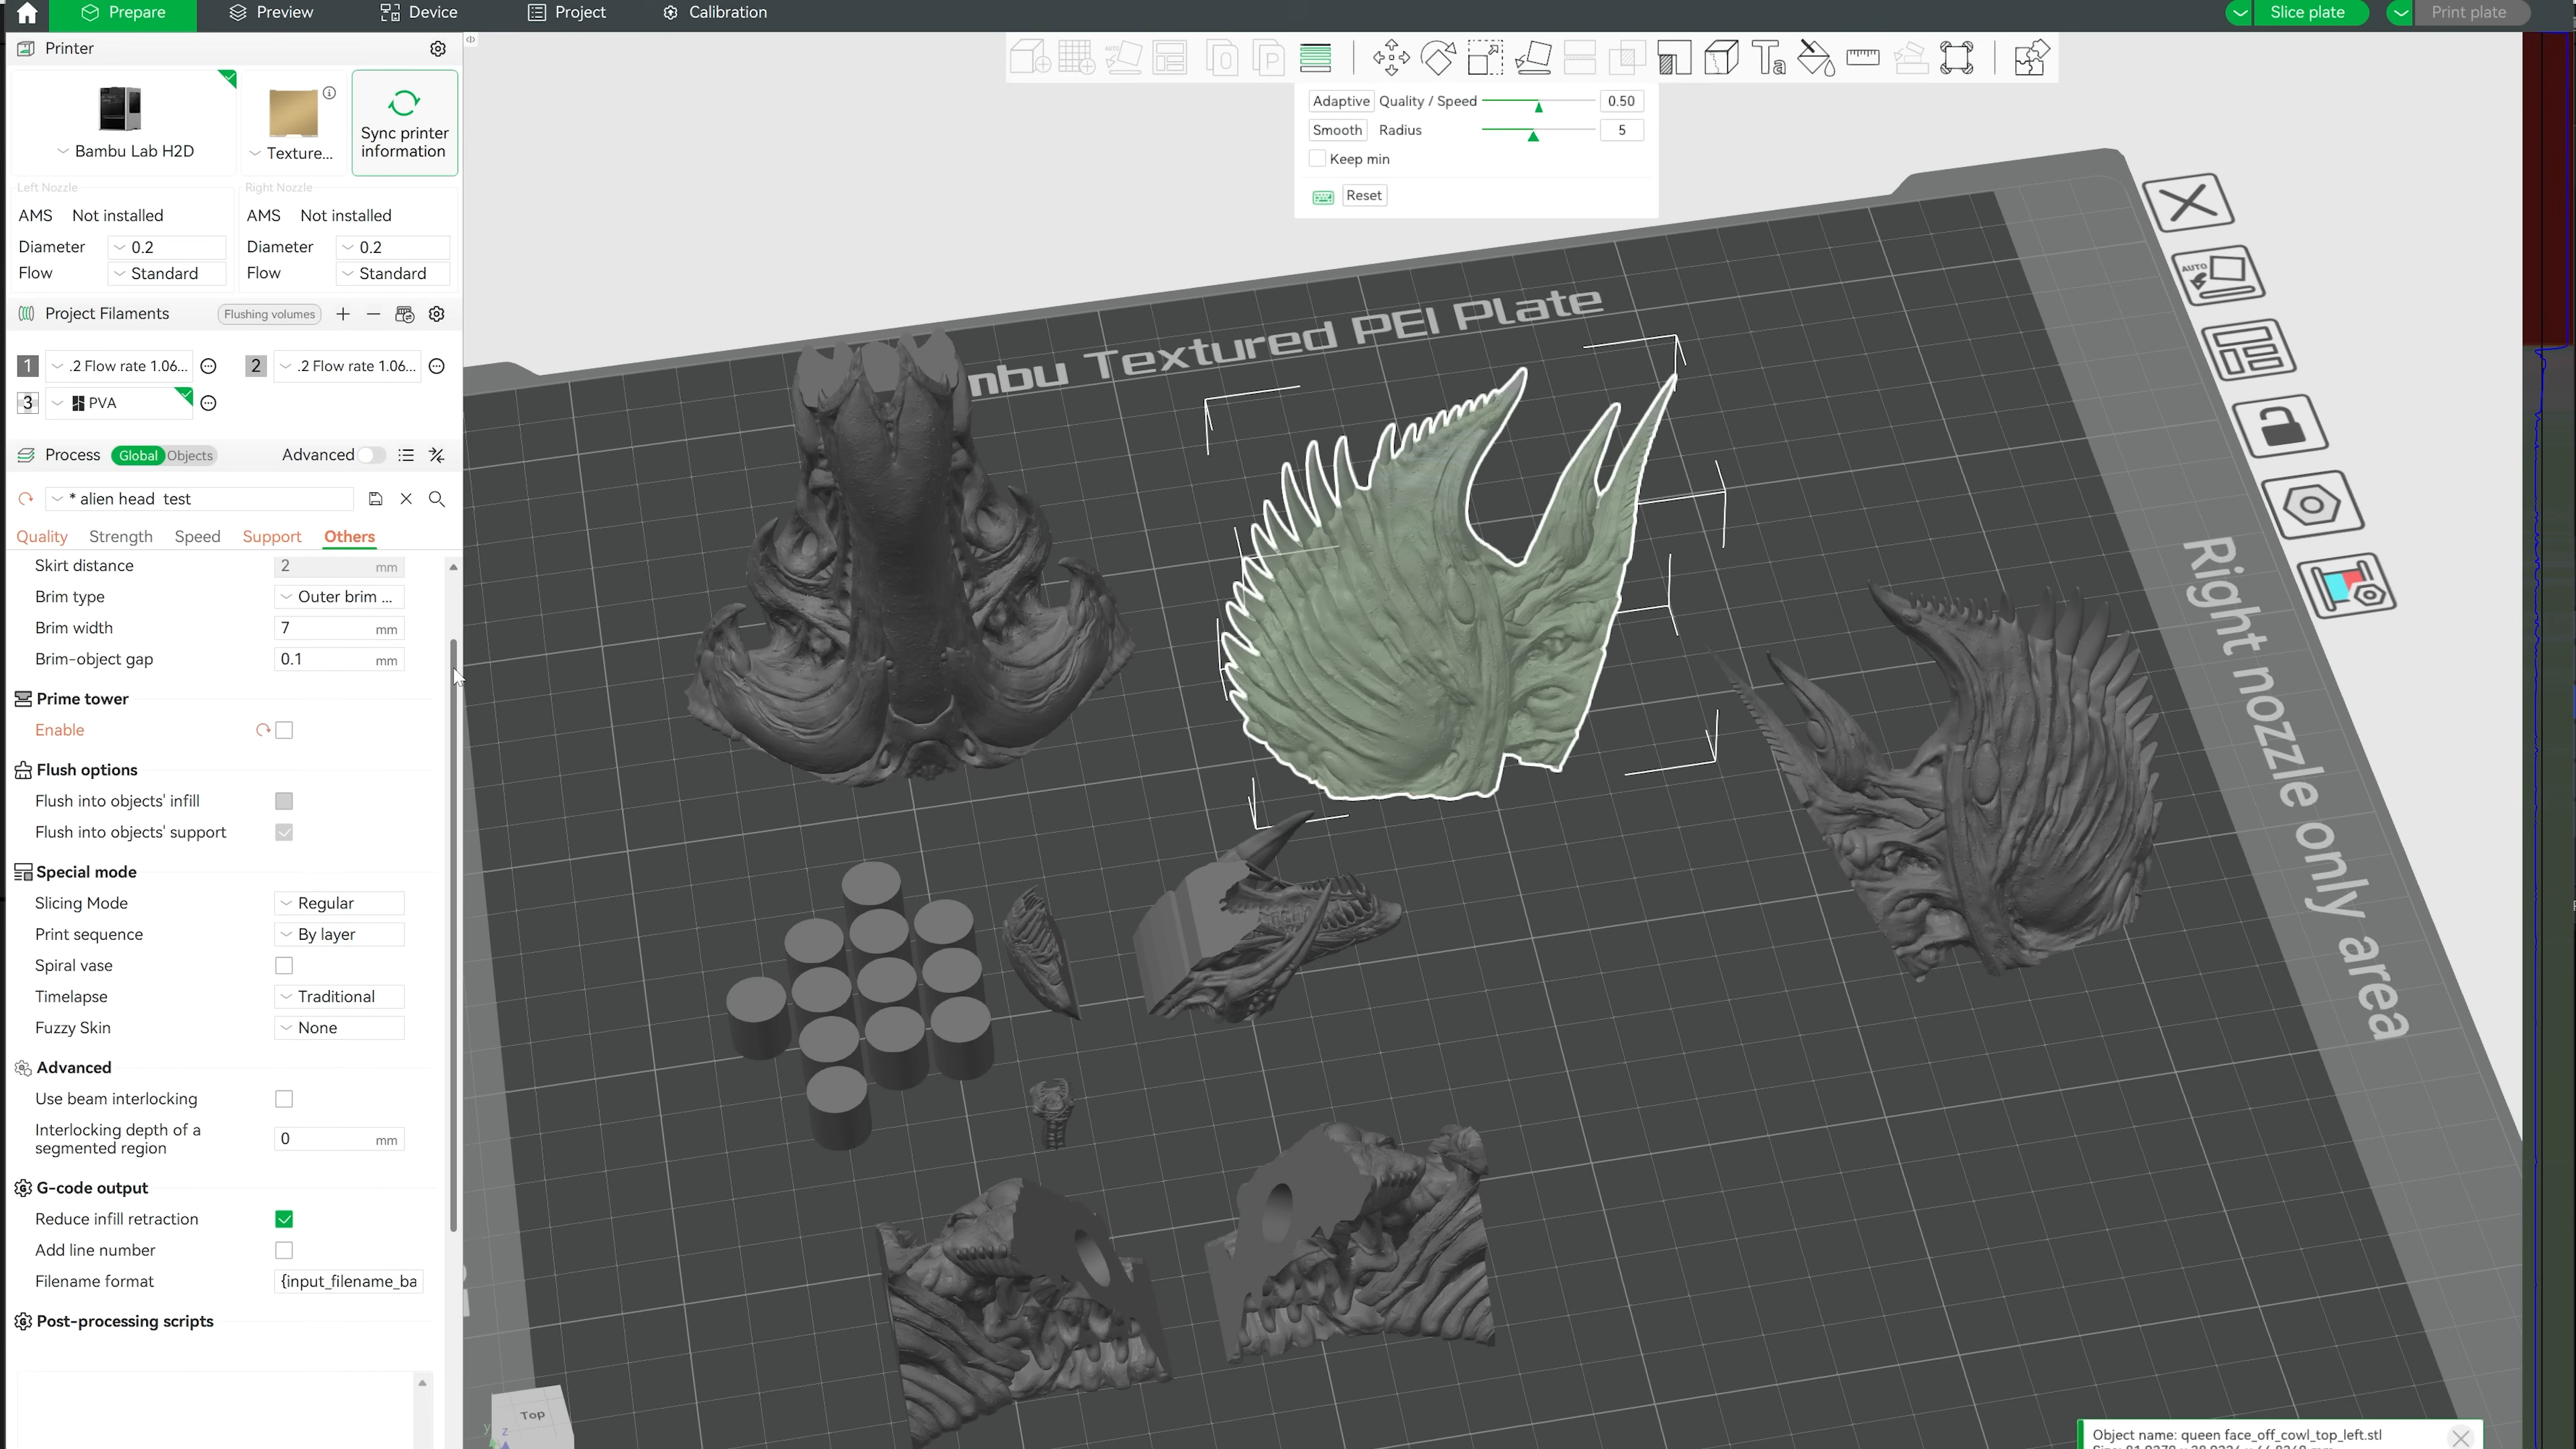 Prepare
Preview
Device
Project
Calibration
Slice plate
Print plate
Printer
Bambu Lab H2D
Texture...
Sync printer
information
Left Nozzle
Right Nozzle
AMS Not installed
AMS Not installed
Diameter 0.2
Diameter 0.2
Flow Standard
Flow Standard
Project Filaments
Flushing volumes
1 .2 Flow rate 1.06...
2 .2 Flow rate 1.06...
3 PVA
Process
Global
Objects
Advanced
* alien head test
Quality
Strength
Speed
Support
Others
Skirt distance 2 mm
Brim type Outer brim ...
Brim width 7 mm
Brim-object gap 0.1 mm
Prime tower
Enable
Flush options
Flush into objects' infill
Flush into objects' support
Special mode
Slicing Mode Regular
Print sequence By layer
Spiral vase
Timelapse Traditional
Fuzzy Skin None
Advanced
Use beam interlocking
Interlocking depth of a
segmented region 0 mm
G-code output
Reduce infill retraction
Add line number
Filename format {input_filename_ba
Post-processing scripts
AUTO
O
P
Ta
Adaptive Quality / Speed 0.50
Smooth Radius 5
Keep min
Reset
mbu Textured PEI Plate
AUTO
Right nozzle only area
Top
y
z
Object name: queen face_off_cowl_top_left.stl